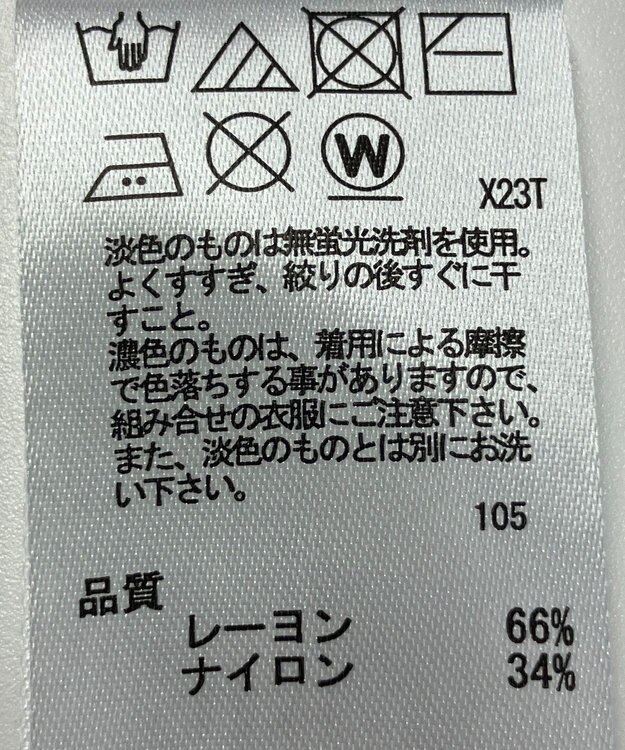 W
X23T
淡色のものは無蛍光洗剤を使用。
よくすすぎ、絞りの後すぐに干
すこと。
濃色のものは、着用による摩擦
で色落ちする事がありますので、
組み合せの衣服にご注意下さい。
また、淡色のものとは別にお洗
い下さい。
105
品質
レーヨン 66%
ナイロン 34%